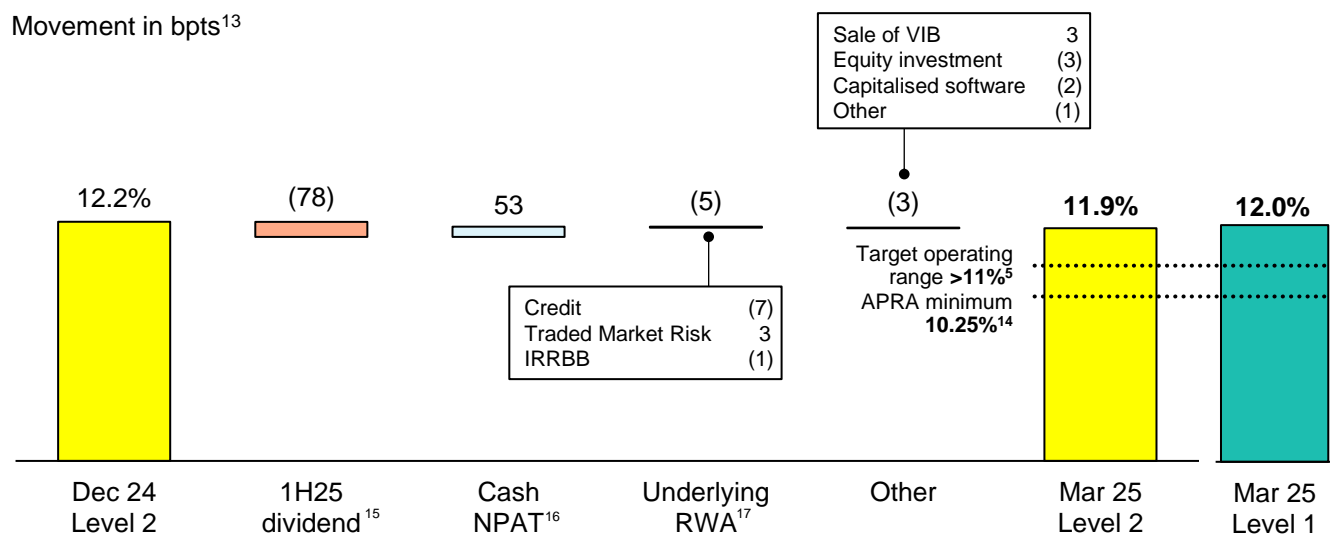 Movement in bpts13
Sale of VIB 3
Equity investment (3)
Capitalised software (2)
Other (1)
12.2%
(78)
53
(5)
(3)
11.9%
12.0%
Target operating
range >11%5
APRA minimum
10.25%14
Credit (7)
Traded Market Risk 3
IRRBB (1)
Dec 24
Level 2
1H25
dividend15
Cash
NPAT16
Underlying
RWA17
Other
Mar 25
Level 2
Mar 25
Level 1